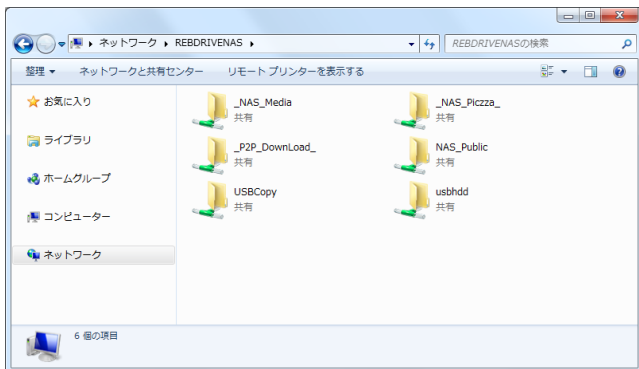 ネットワーク ▸ REBDRIVENAS ▸
REBDRIVENASの検索
整理 ▼ ネットワークと共有センター リモート プリンターを表示する
お気に入り
ライブラリ
ホームグループ
コンピューター
ネットワーク
_NAS_Media
共有
_NAS_Piczza_
共有
_P2P_DownLoad_
共有
NAS_Public
共有
USBCopy
共有
usbhdd
共有
6 個の項目